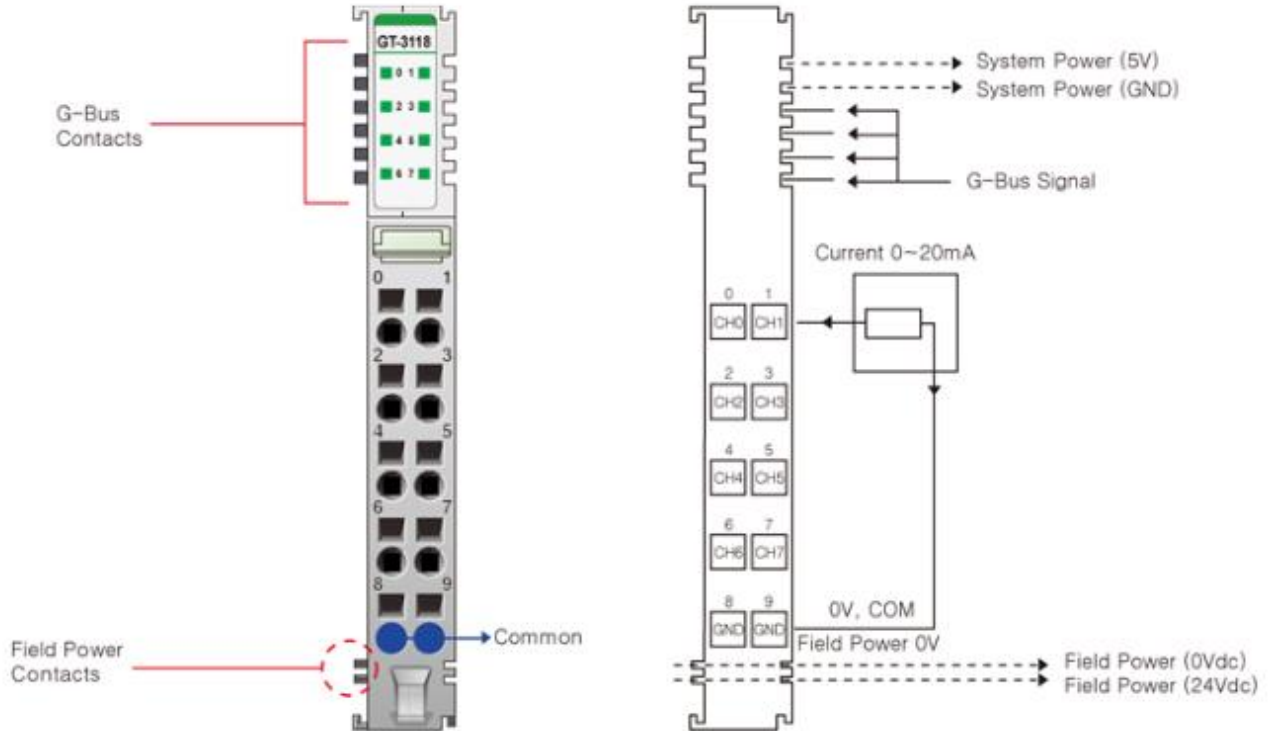 GT-3118
0 1
2 3
4 5
6 7
G-Bus
Contacts
0 1
2 3
4 5
6 7
8 9
Common
Field Power
Contacts
System Power (5V)
System Power (GND)
G-Bus Signal
Current 0~20mA
0 1
CH0 CH1
2 3
CH2 CH3
4 5
CH4 CH5
6 7
CH6 CH7
8 9
GND GND
0V, COM
Field Power 0V
Field Power (0Vdc)
Field Power (24Vdc)